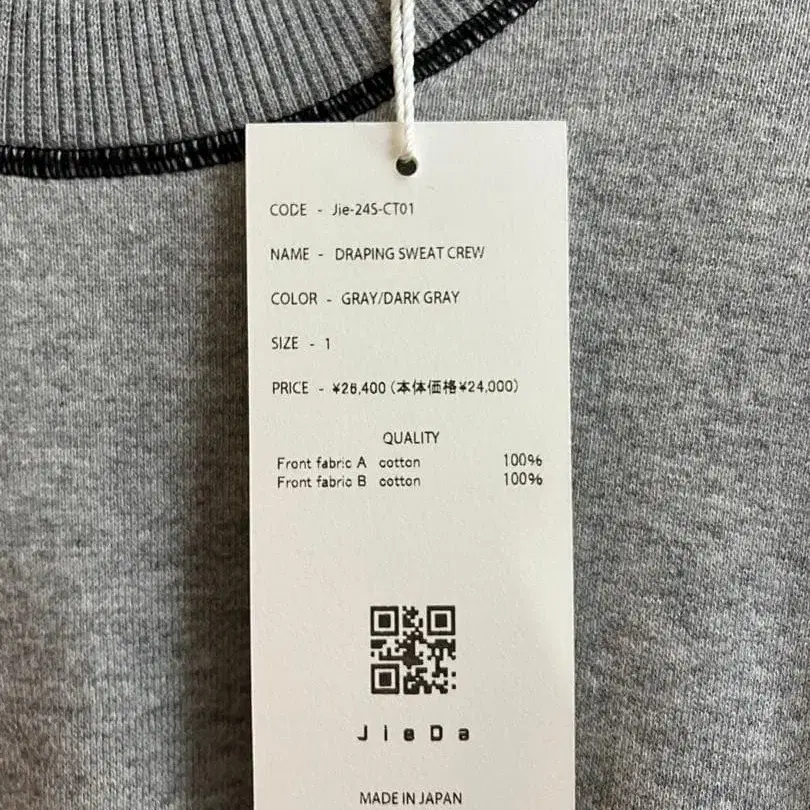 CODE - Jie-24S-CT01
NAME - DRAPING SWEAT CREW
COLOR - GRAY/DARK GRAY
SIZE - 1
PRICE - ¥26,400 (本体価格¥24,000)
QUALITY
Front fabric A cotton 100%
Front fabric B cotton 100%
JieDa
MADE IN JAPAN